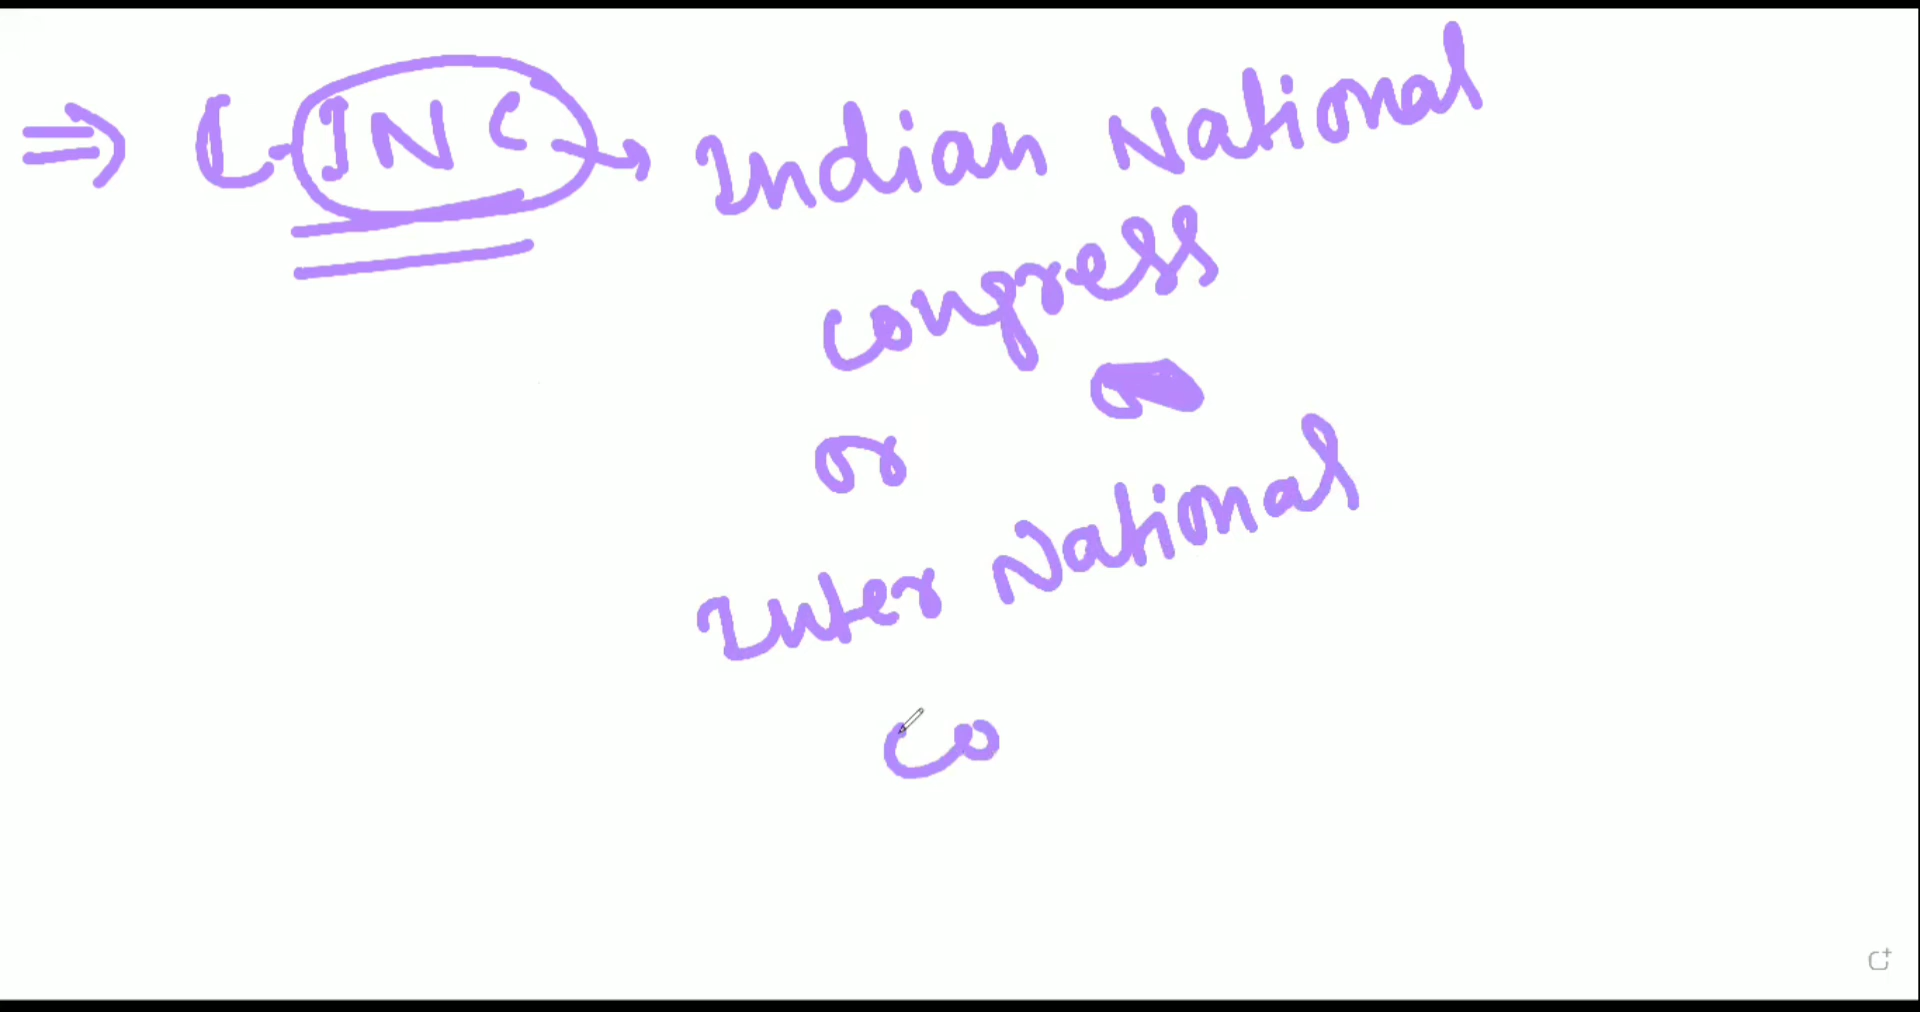 ⇒ C-INC → Indian National
Congress
or
Inter National
Co